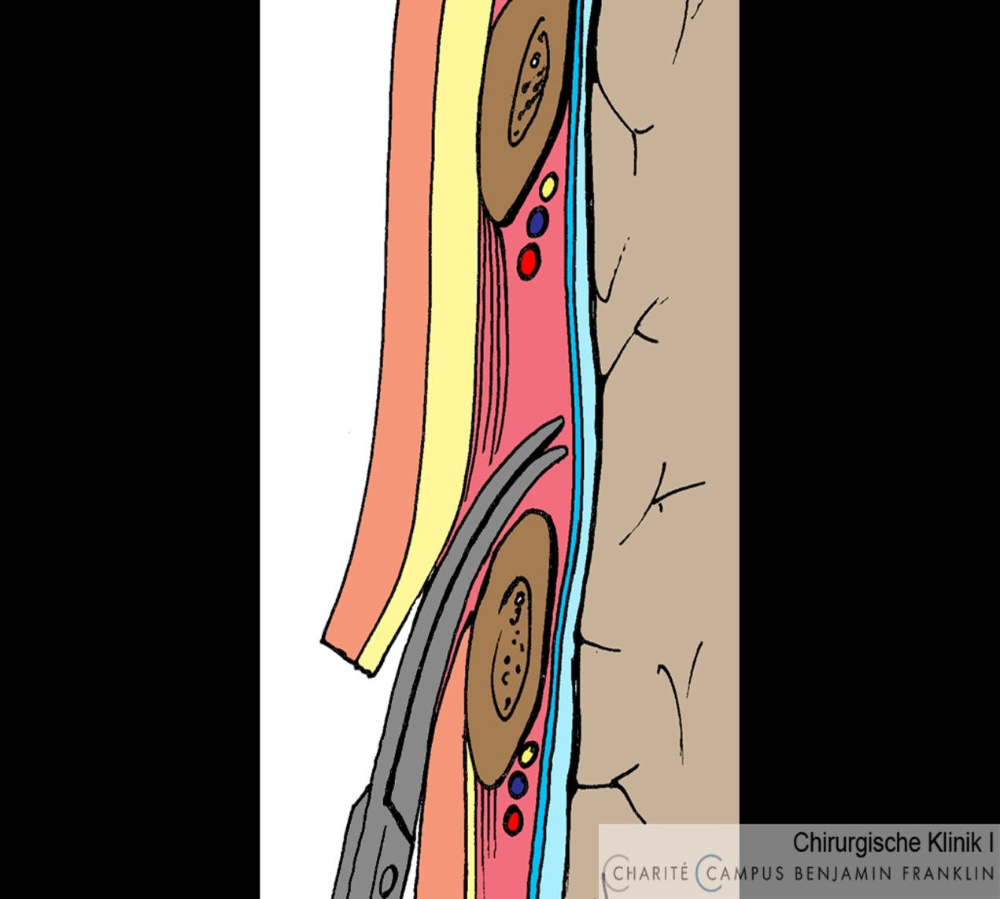 Chirurgische Klinik I
CHARITÉ CAMPUS BENJAMIN FRANKLIN